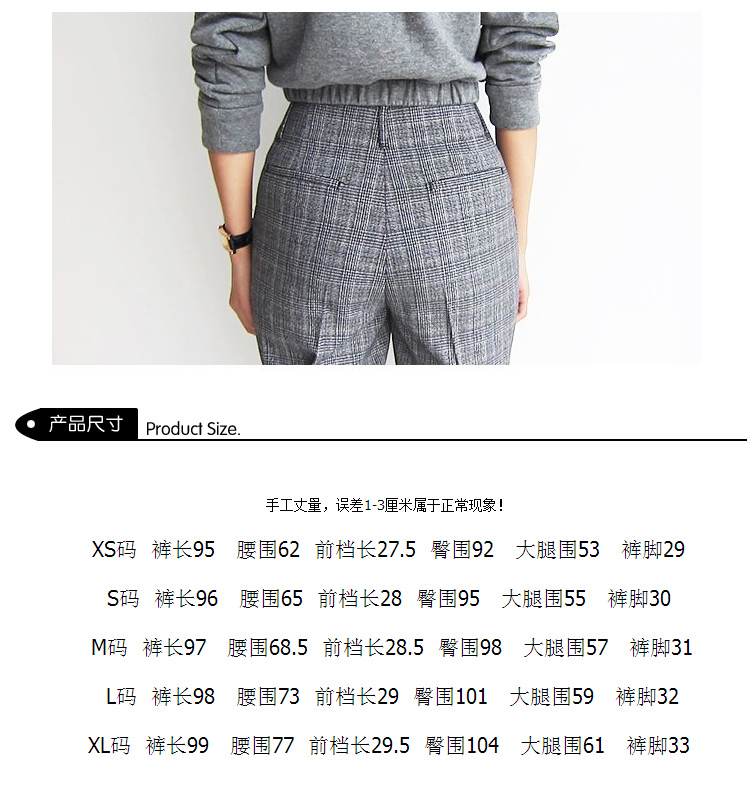 产品尺寸 Product Size.
手工丈量，误差1-3厘米属于正常现象！
XS码 裤长95 腰围62 前档长27.5 臀围92 大腿围53 裤脚29
S码 裤长96 腰围65 前档长28 臀围95 大腿围55 裤脚30
M码 裤长97 腰围68.5 前档长28.5 臀围98 大腿围57 裤脚31
L码 裤长98 腰围73 前档长29 臀围101 大腿围59 裤脚32
XL码 裤长99 腰围77 前档长29.5 臀围104 大腿围61 裤脚33